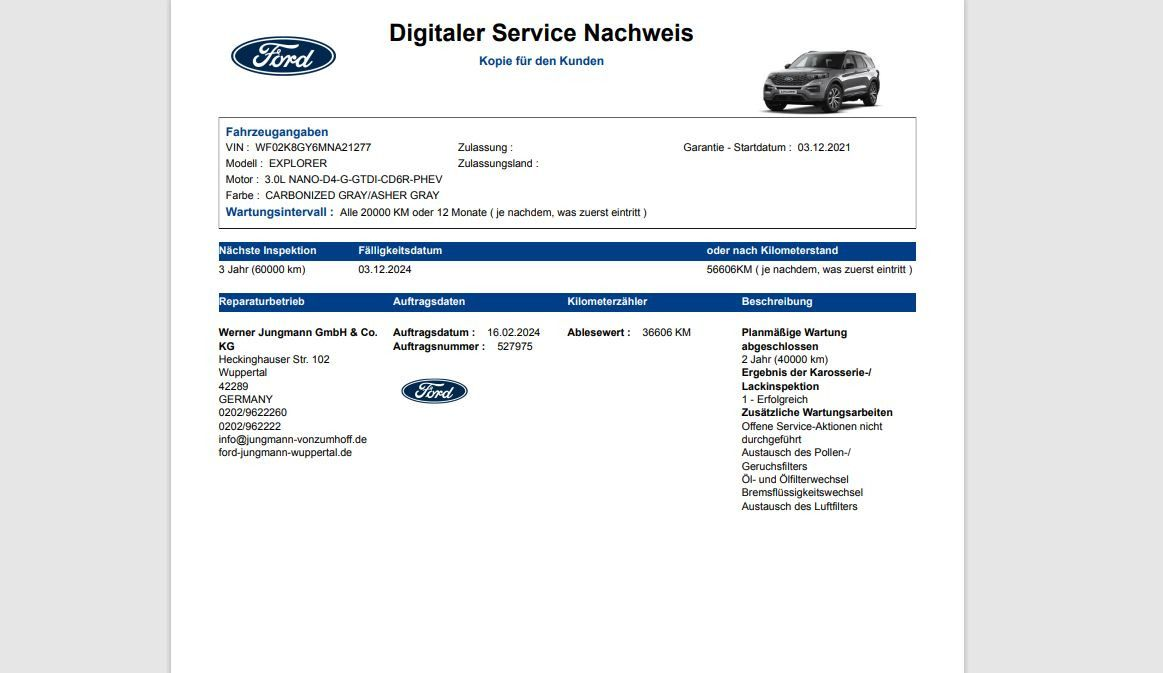 Digitaler Service Nachweis
Ford
Kopie für den Kunden
Fahrzeugangaben
VIN : WF02K8GY6MNA21277 Zulassung : Garantie - Startdatum : 03.12.2021
Modell : EXPLORER Zulassungsland :
Motor : 3.0L NANO-D4-G-GTDI-CD6R-PHEV
Farbe : CARBONIZED GRAY/ASHER GRAY
Wartungsintervall : Alle 20000 KM oder 12 Monate ( je nachdem, was zuerst eintritt )
Nächste Inspektion Fälligkeitsdatum oder nach Kilometerstand
3 Jahr (60000 km) 03.12.2024 56606KM ( je nachdem, was zuerst eintritt )
Reparaturbetrieb Auftragsdaten Kilometerzähler Beschreibung
Werner Jungmann GmbH & Co.
KG
Heckinghauser Str. 102
Wuppertal
42289
GERMANY
0202/9622260
0202/962222
info@jungmann-vonzumhoff.de
ford-jungmann-wuppertal.de
Auftragsdatum : 16.02.2024
Auftragsnummer : 527975
Ford
Ablesewert : 36606 KM
Planmäßige Wartung
abgeschlossen
2 Jahr (40000 km)
Ergebnis der Karosserie-/
Lackinspektion
1 - Erfolgreich
Zusätzliche Wartungsarbeiten
Offene Service-Aktionen nicht
durchgeführt
Austausch des Pollen-/
Geruchsfilters
Öl- und Ölfilterwechsel
Bremsflüssigkeitswechsel
Austausch des Luftfilters